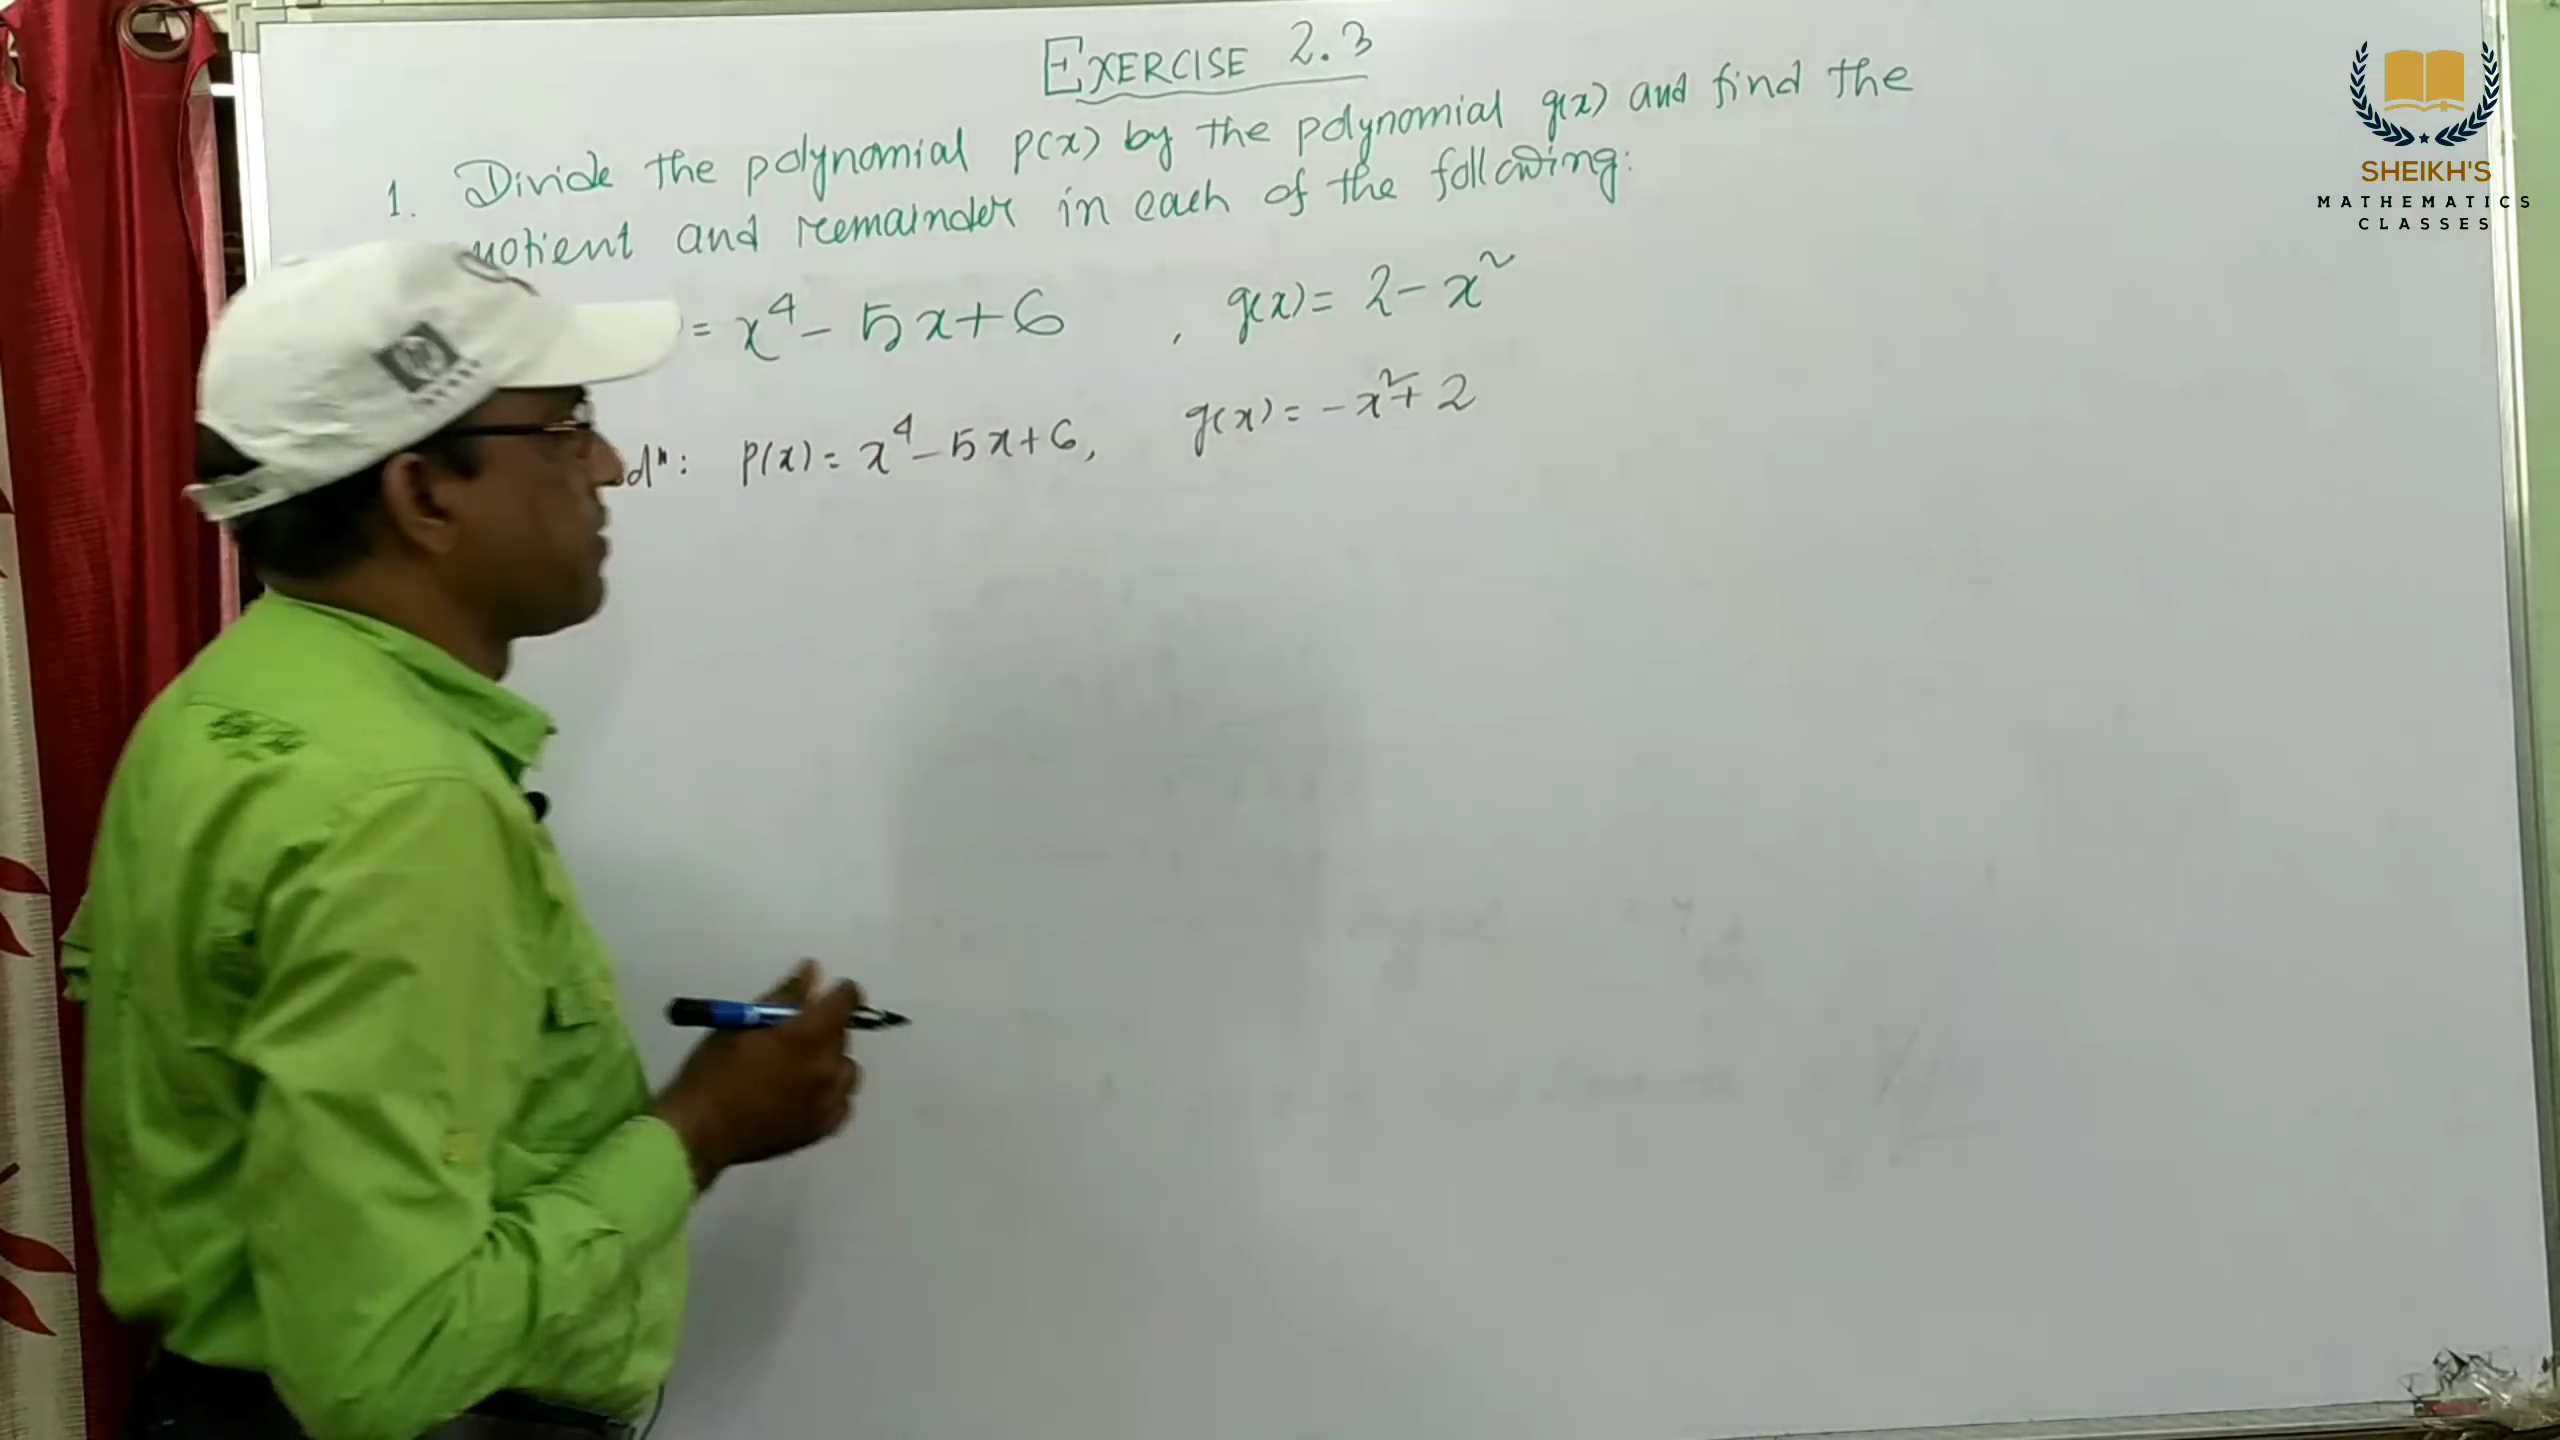 EXERCISE 2.3
1. Divide the polynomial p(x) by the polynomial g(x) and find the
uotient and remainder in each of the following:
) = x⁴ - 5x + 6 , g(x) = 2 - x²
olⁿ: p(x) = x⁴ - 5x + 6, g(x) = -x² + 2
SHEIKH'S
MATHEMATICS
CLASSES